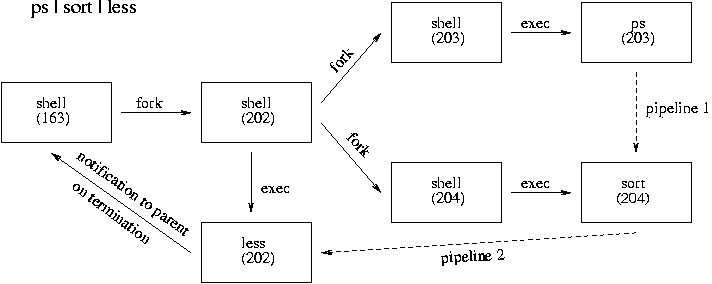 ps | sort | less
shell
(203)
exec
ps
(203)
fork
shell
(163)
fork
shell
(202)
pipeline 1
fork
notification to parent
on termination
exec
shell
(204)
exec
sort
(204)
less
(202)
pipeline 2